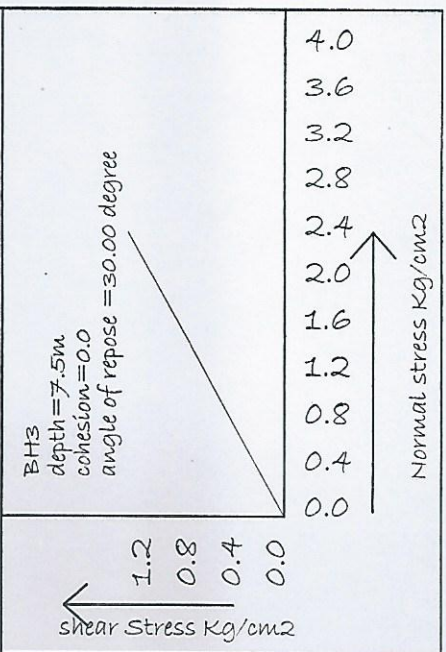 BH3
depth=7.5m
cohesion=0.0
angle of repose =30.00 degree
1.2
0.8
0.4
0.0
shear Stress Kg/cm2
0.0
0.4
0.8
1.2
1.6
2.0
2.4
2.8
3.2
3.6
4.0
Normal stress Kg/cm2